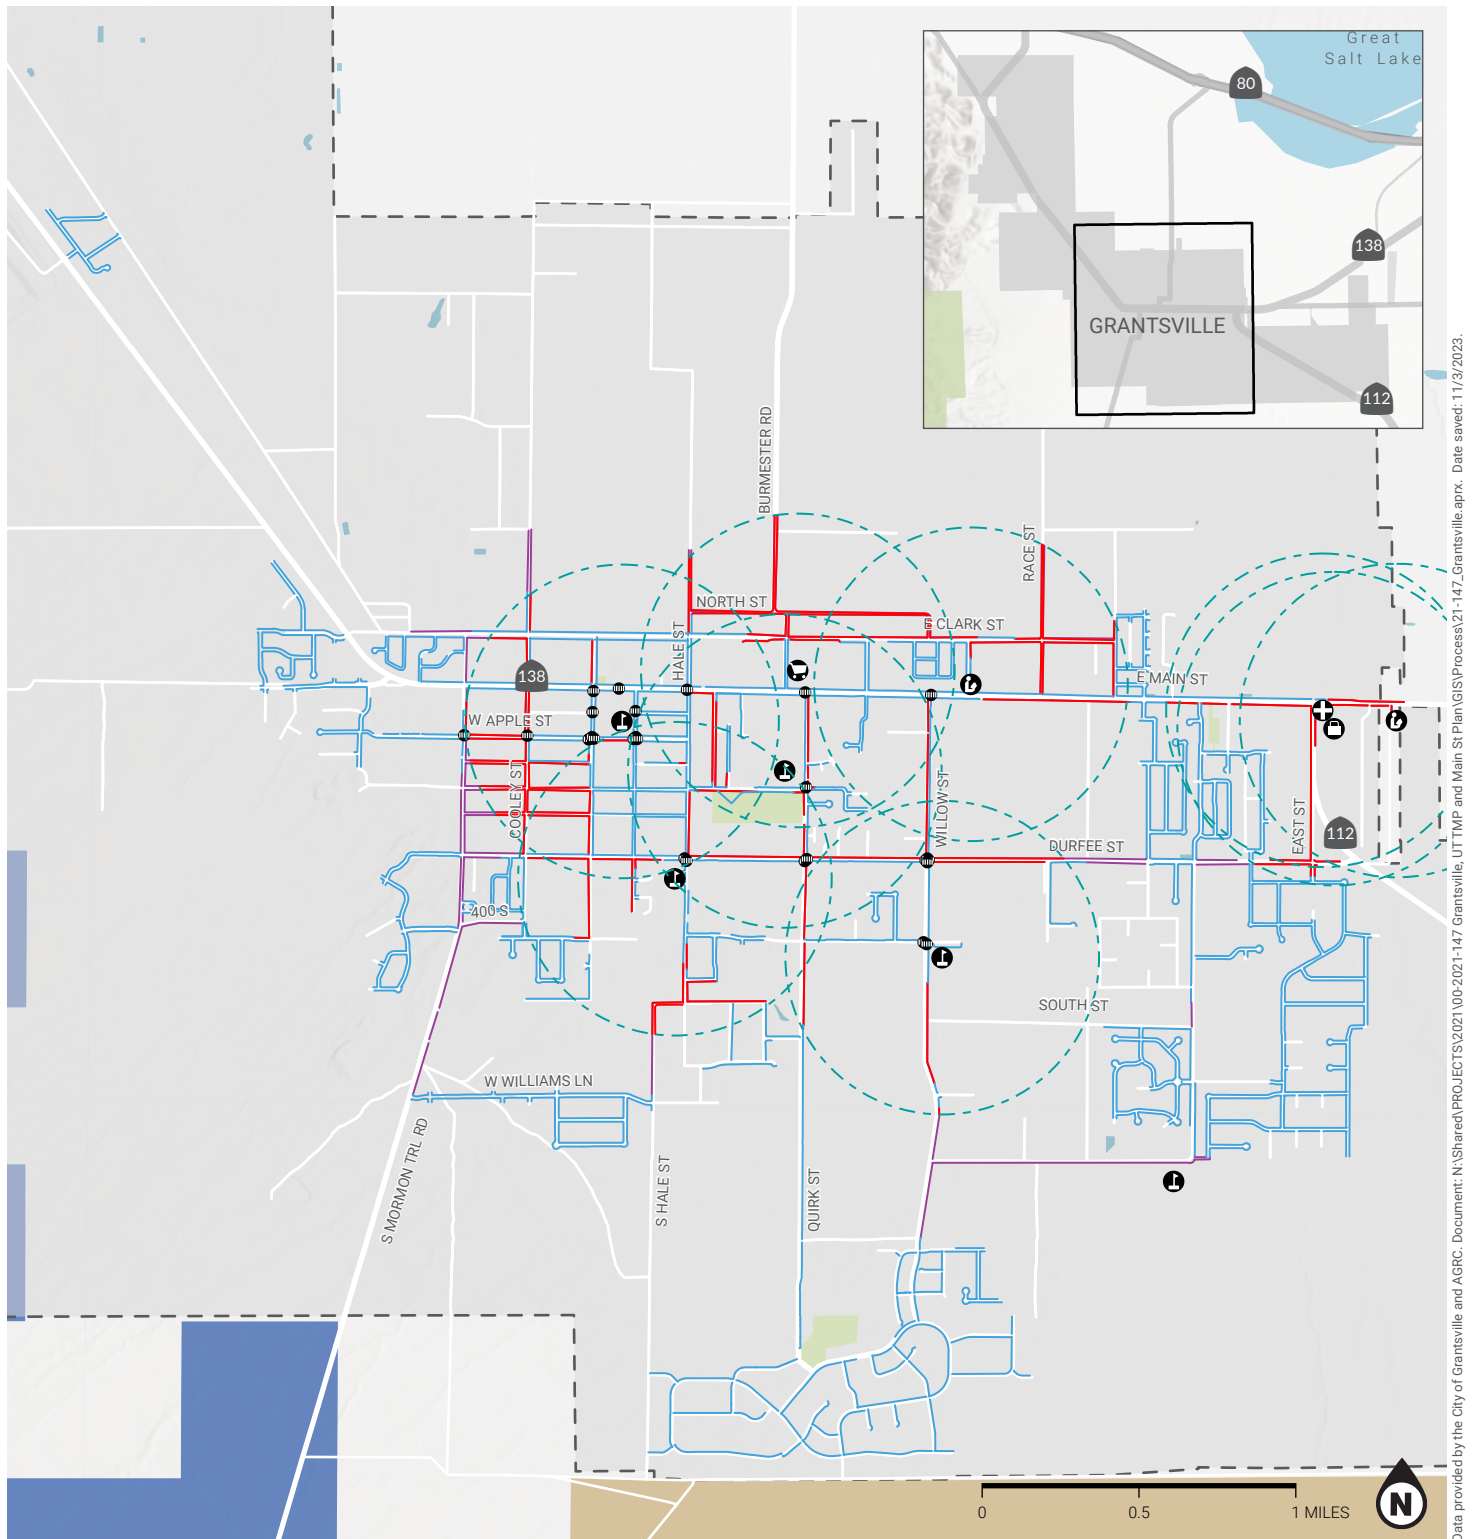 Great
Salt Lake
80
138
GRANTSVILLE
112
BURMESTER RD
RACE ST
NORTH ST
E CLARK ST
HALE ST
138
E MAIN ST
W APPLE ST
COOLEY ST
WILLOW ST
EAST ST
112
DURFEE ST
400 S
SOUTH ST
W WILLIAMS LN
S MORMON TRL RD
S HALE ST
QUIRK ST
0
0.5
1 MILES
N
Data provided by the City of Grantsville and AGRC. Document: N:\Shared\PROJECTS\2021\00-2021-147 Grantsville, UT TMP and Main St Plan\GIS\Process\21-147_Grantsville.aprx. Date saved: 11/3/2023.